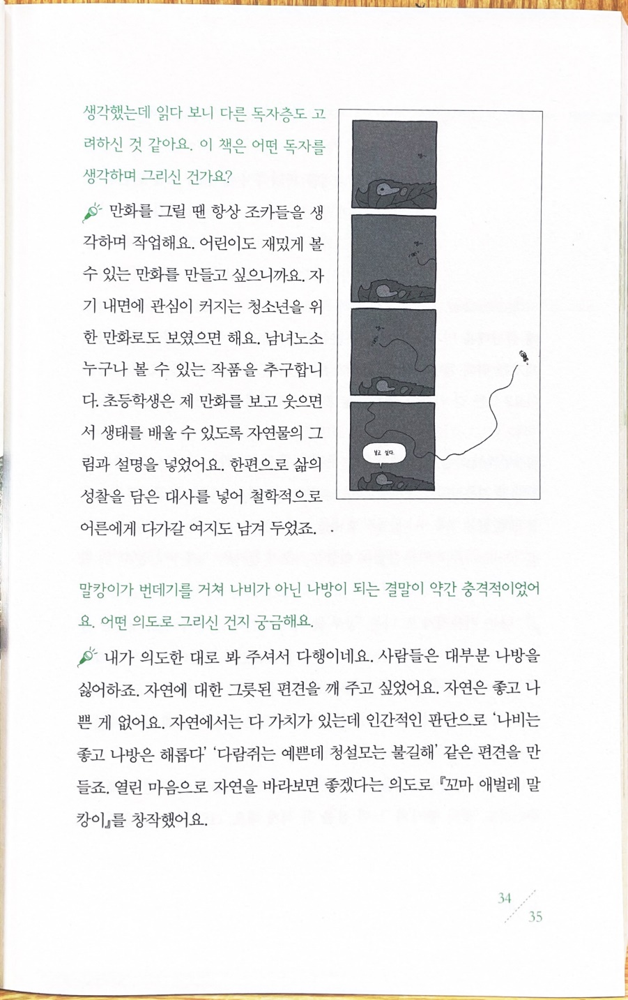 생각했는데 읽다 보니 다른 독자층도 고
려하신 것 같아요. 이 책은 어떤 독자를
생각하며 그리신 건가요?
만화를 그릴 땐 항상 조카들을 생
각하며 작업해요. 어린이도 재밌게 볼
수 있는 만화를 만들고 싶으니까요. 자
기 내면에 관심이 커지는 청소년을 위
한 만화로도 보였으면 해요. 남녀노소
누구나 볼 수 있는 작품을 추구합니
다. 초등학생은 제 만화를 보고 웃으면
서 생태를 배울 수 있도록 자연물의 그
림과 설명을 넣었어요. 한편으로 삶의
성찰을 담은 대사를 넣어 철학적으로
어른에게 다가갈 여지도 남겨 두었죠.
날고 싶다.
말캉이가 번데기를 거쳐 나비가 아닌 나방이 되는 결말이 약간 충격적이었어
요. 어떤 의도로 그리신 건지 궁금해요.
내가 의도한 대로 봐 주셔서 다행이네요. 사람들은 대부분 나방을
싫어하죠. 자연에 대한 그릇된 편견을 깨 주고 싶었어요. 자연은 좋고 나
쁜 게 없어요. 자연에서는 다 가치가 있는데 인간적인 판단으로 ‘나비는
좋고 나방은 해롭다’ ‘다람쥐는 예쁜데 청설모는 불길해’ 같은 편견을 만
들죠. 열린 마음으로 자연을 바라보면 좋겠다는 의도로 『꼬마 애벌레 말
캉이』를 창작했어요.
34
35